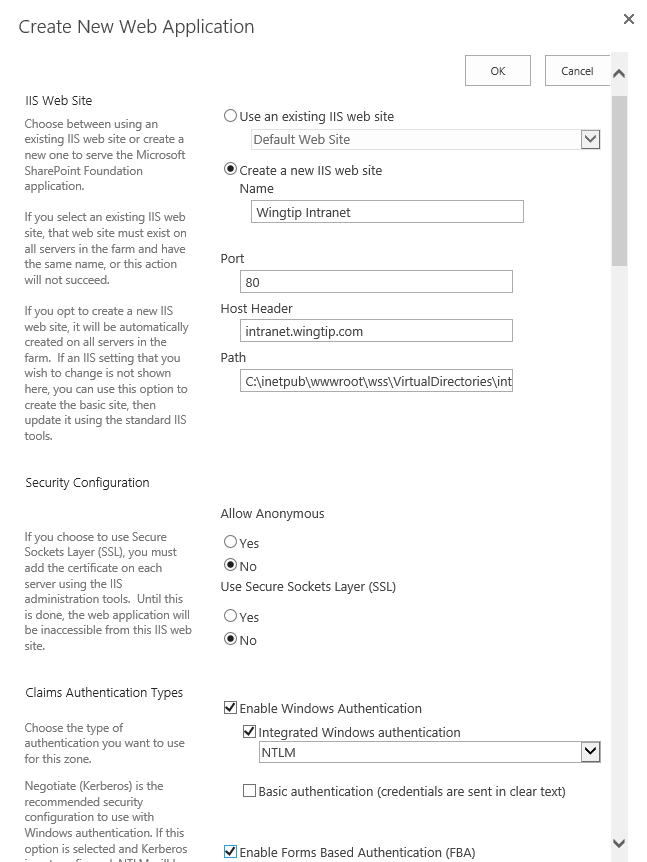 Create New Web Application
OK
Cancel
IIS Web Site
Choose between using an
existing IIS web site or create a
new one to serve the Microsoft
SharePoint Foundation
application.
If you select an existing IIS web
site, that web site must exist on
all servers in the farm and have
the same name, or this action
will not succeed.
If you opt to create a new IIS
web site, it will be automatically
created on all servers in the
farm. If an IIS setting that you
wish to change is not shown
here, you can use this option to
create the basic site, then
update it using the standard IIS
tools.
Use an existing IIS web site
Default Web Site
Create a new IIS web site
Name
Wingtip Intranet
Port
80
Host Header
intranet.wingtip.com
Path
C:\inetpub\wwwroot\wss\VirtualDirectories\int
Security Configuration
If you choose to use Secure
Sockets Layer (SSL), you must
add the certificate on each
server using the IIS
administration tools. Until this
is done, the web application will
be inaccessible from this IIS web
site.
Allow Anonymous
Yes
No
Use Secure Sockets Layer (SSL)
Yes
No
Claims Authentication Types
Choose the type of
authentication you want to use
for this zone.
Negotiate (Kerberos) is the
recommended security
configuration to use with
Windows authentication. If this
option is selected and Kerberos
Enable Windows Authentication
Integrated Windows authentication
NTLM
Basic authentication (credentials are sent in clear text)
Enable Forms Based Authentication (FBA)